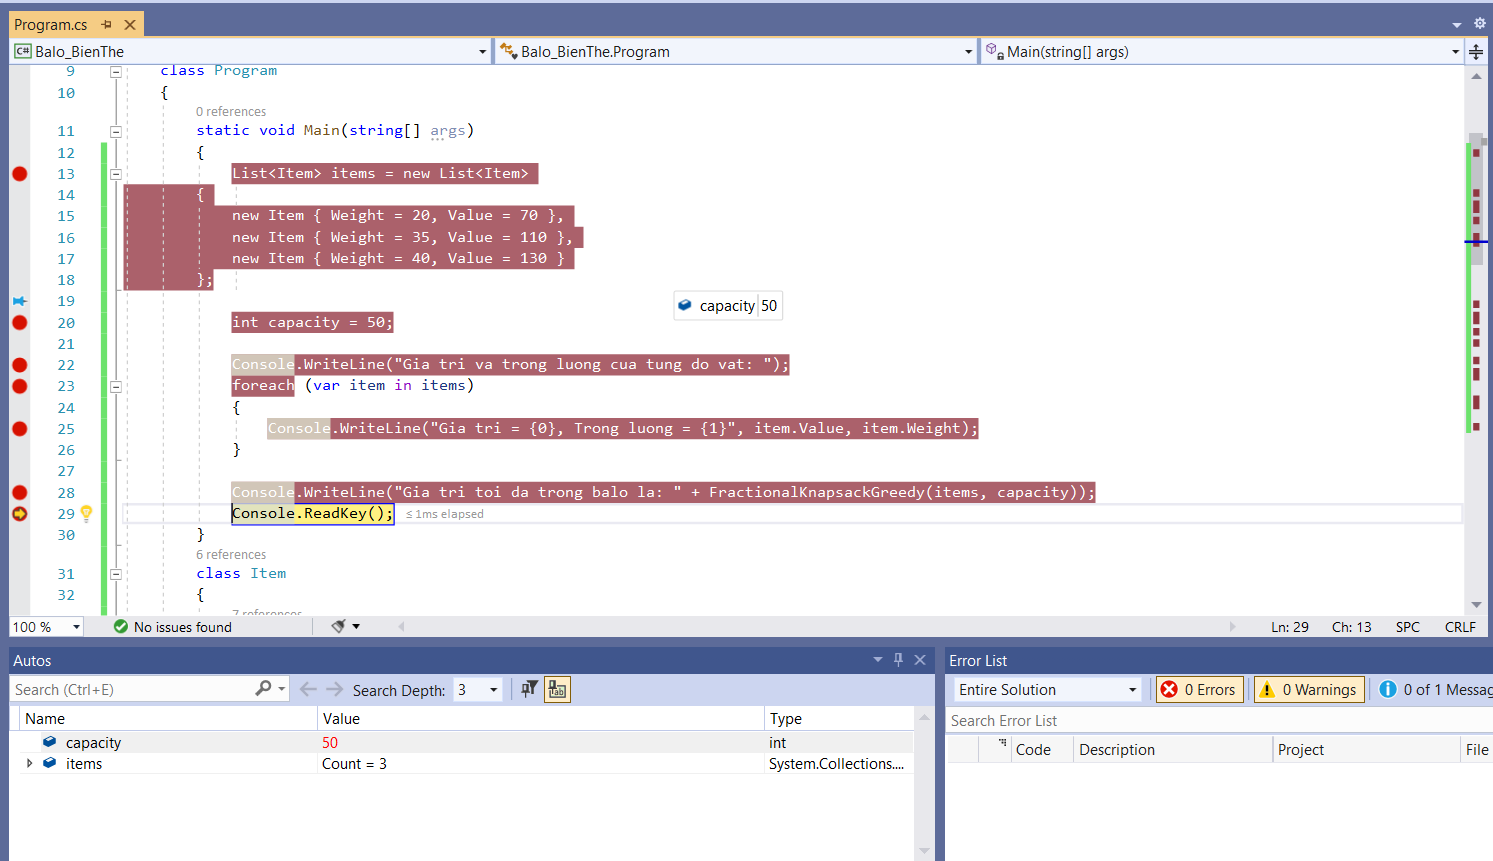 Program.cs
Balo_BienThe Balo_BienThe.Program Main(string[] args)
9 class Program
10 {
0 references
11 static void Main(string[] args)
12 {
13 List<Item> items = new List<Item>
14 {
15 new Item { Weight = 20, Value = 70 },
16 new Item { Weight = 35, Value = 110 },
17 new Item { Weight = 40, Value = 130 }
18 };
19
capacity 50
20 int capacity = 50;
21
22 Console.WriteLine("Gia tri va trong luong cua tung do vat: ");
23 foreach (var item in items)
24 {
25 Console.WriteLine("Gia tri = {0}, Trong luong = {1}", item.Value, item.Weight);
26 }
27
28 Console.WriteLine("Gia tri toi da trong balo la: " + FractionalKnapsackGreedy(items, capacity));
29 Console.ReadKey(); ≤ 1ms elapsed
30 }
6 references
31 class Item
32 {
7 references
100 % No issues found Ln: 29 Ch: 13 SPC CRLF
Autos
Search (Ctrl+E) Search Depth: 3
Name Value Type
capacity 50 int
items Count = 3 System.Collections....
Error List
Entire Solution 0 Errors 0 Warnings 0 of 1 Messag
Search Error List
Code Description Project File